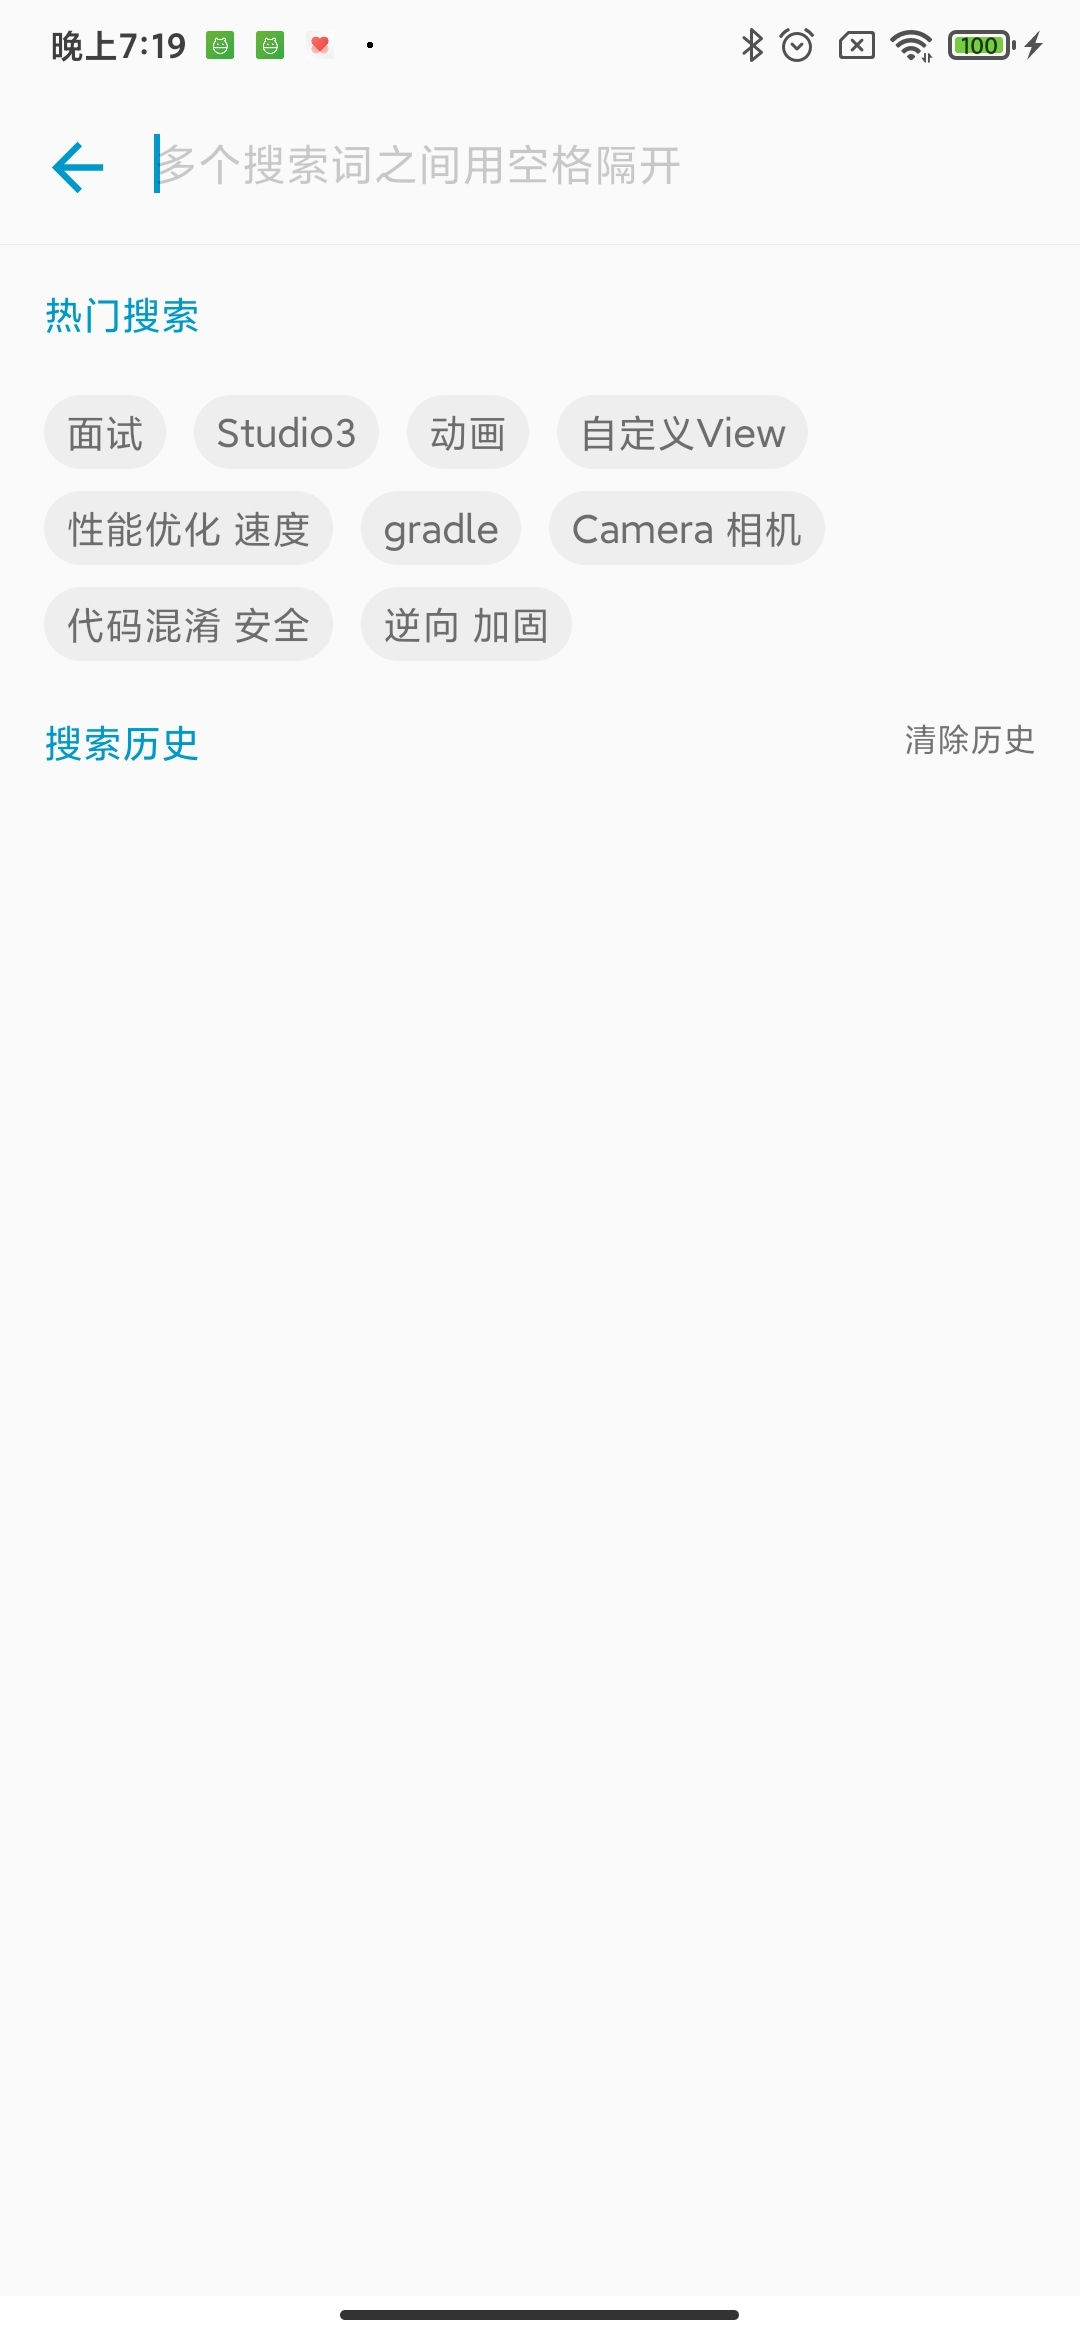 晚上7:19 100
多个搜索词之间用空格隔开
热门搜索
面试 Studio3 动画 自定义View
性能优化 速度 gradle Camera 相机
代码混淆 安全 逆向 加固
搜索历史 清除历史